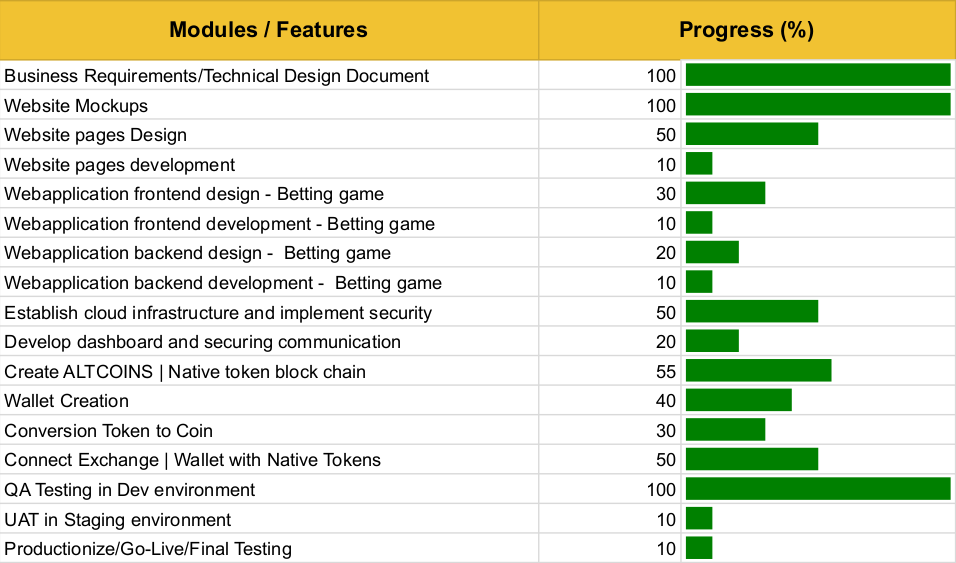 Modules / Features Progress (%)
Business Requirements/Technical Design Document 100
Website Mockups 100
Website pages Design 50
Website pages development 10
Webapplication frontend design - Betting game 30
Webapplication frontend development - Betting game 10
Webapplication backend design -  Betting game 20
Webapplication backend development -  Betting game 10
Establish cloud infrastructure and implement security 50
Develop dashboard and securing communication 20
Create ALTCOINS | Native token block chain 55
Wallet Creation 40
Conversion Token to Coin 30
Connect Exchange | Wallet with Native Tokens 50
QA Testing in Dev environment 100
UAT in Staging environment 10
Productionize/Go-Live/Final Testing 10